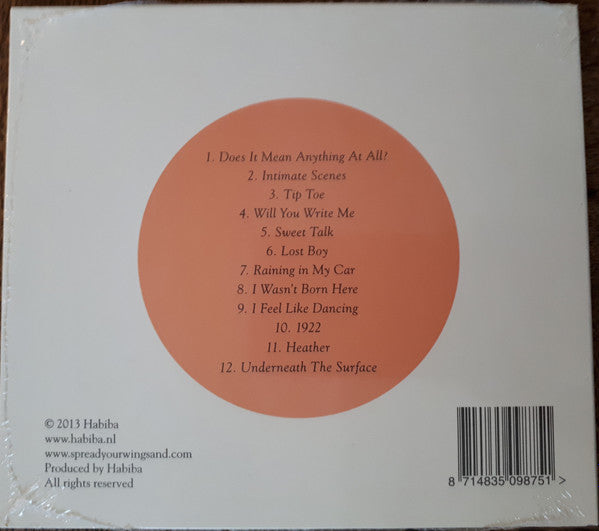 1. Does It Mean Anything At All?
2. Intimate Scenes
3. Tip Toe
4. Will You Write Me
5. Sweet Talk
6. Lost Boy
7. Raining in My Car
8. I Wasn't Born Here
9. I Feel Like Dancing
10. 1922
11. Heather
12. Underneath The Surface
© 2013 Habiba
www.habiba.nl
www.spreadyourwingsand.com
Produced by Habiba
All rights reserved
8 714835 098751 >